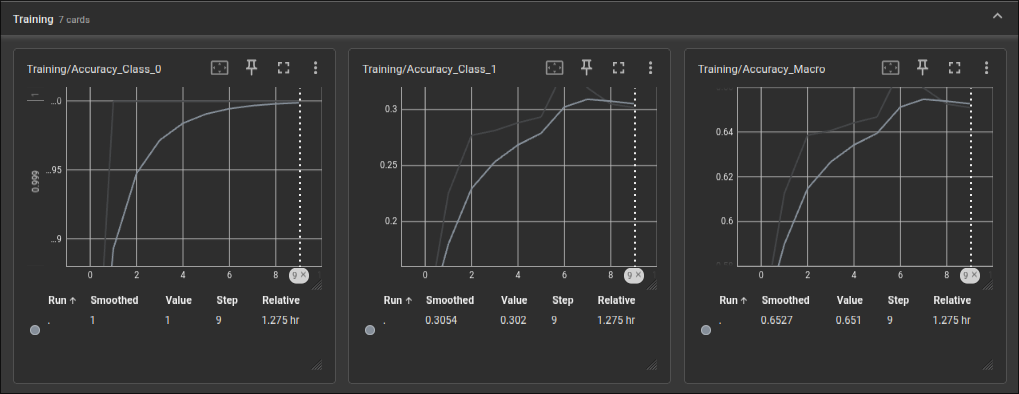 Training 7 cards
Training/Accuracy_Class_0
1
...0
...95
0.999
...9
0 2 4 6 8 9 ×
Run ↑ Smoothed Value Step Relative
. 1 1 9 1.275 hr
Training/Accuracy_Class_1
0.3
0.25
0.2
0 2 4 6 8 9 ×
Run ↑ Smoothed Value Step Relative
. 0.3054 0.302 9 1.275 hr
Training/Accuracy_Macro
0.64
0.62
0.6
0 2 4 6 8 9 ×
Run ↑ Smoothed Value Step Relative
. 0.6527 0.651 9 1.275 hr